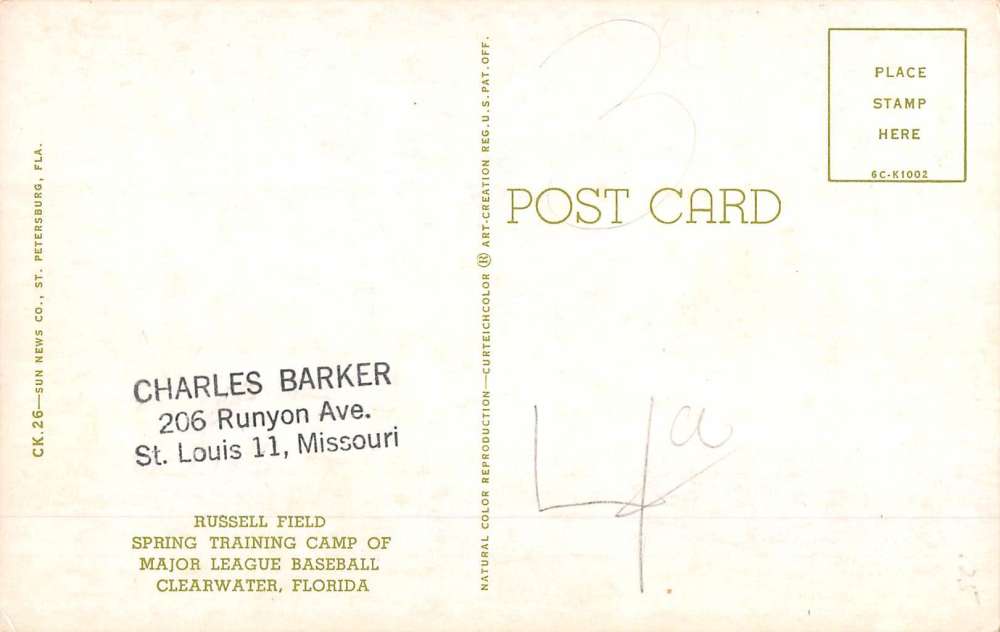 CK.26—SUN NEWS CO., ST. PETERSBURG, FLA.
CHARLES BARKER
206 Runyon Ave.
St. Louis 11, Missouri
RUSSELL FIELD
SPRING TRAINING CAMP OF
MAJOR LEAGUE BASEBALL
CLEARWATER, FLORIDA
NATURAL COLOR REPRODUCTION—CURTEICHCOLOR ® ART-CREATION REG. U.S. PAT. OFF.
3
POST CARD
PLACE
STAMP
HERE
6C-K1002
4a